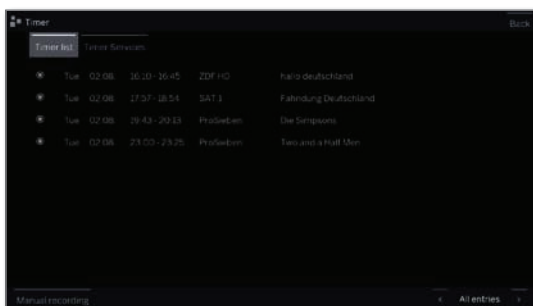 Timer Back
Timer list Timer Services
Tue 02.08. 16:10 - 16:45 ZDF HD hallo deutschland
Tue 02.08. 17:57 - 18:54 SAT.1 Fahndung Deutschland
Tue 02.08. 19:43 - 20:13 ProSieben Die Simpsons
Tue 02.08. 23:00 - 23:25 ProSieben Two and a Half Men
Manual recording < All entries >